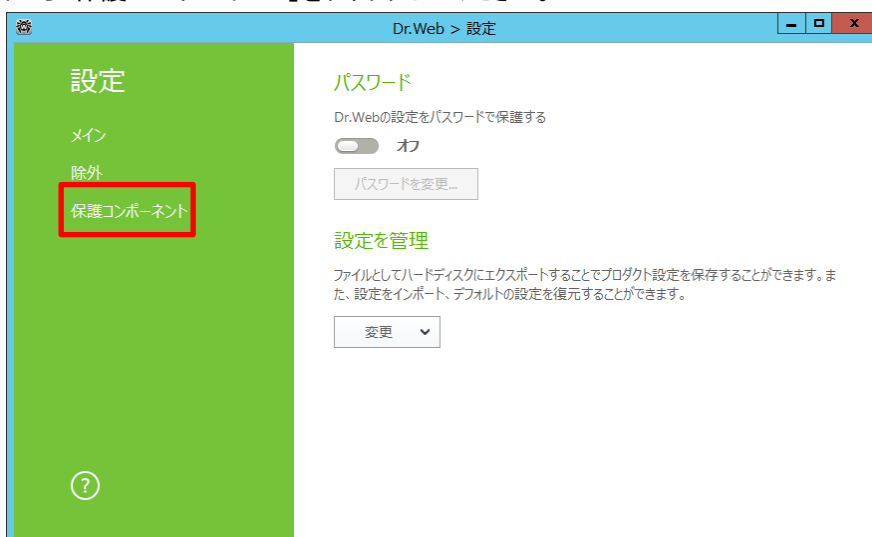 Dr.Web > 設定
設定
メイン
除外
保護コンポーネント
パスワード
Dr.Webの設定をパスワードで保護する
オフ
パスワードを変更...
設定を管理
ファイルとしてハードディスクにエクスポートすることでプロダクト設定を保存することができます。ま
た、設定をインポート、デフォルトの設定を復元することができます。
変更
?